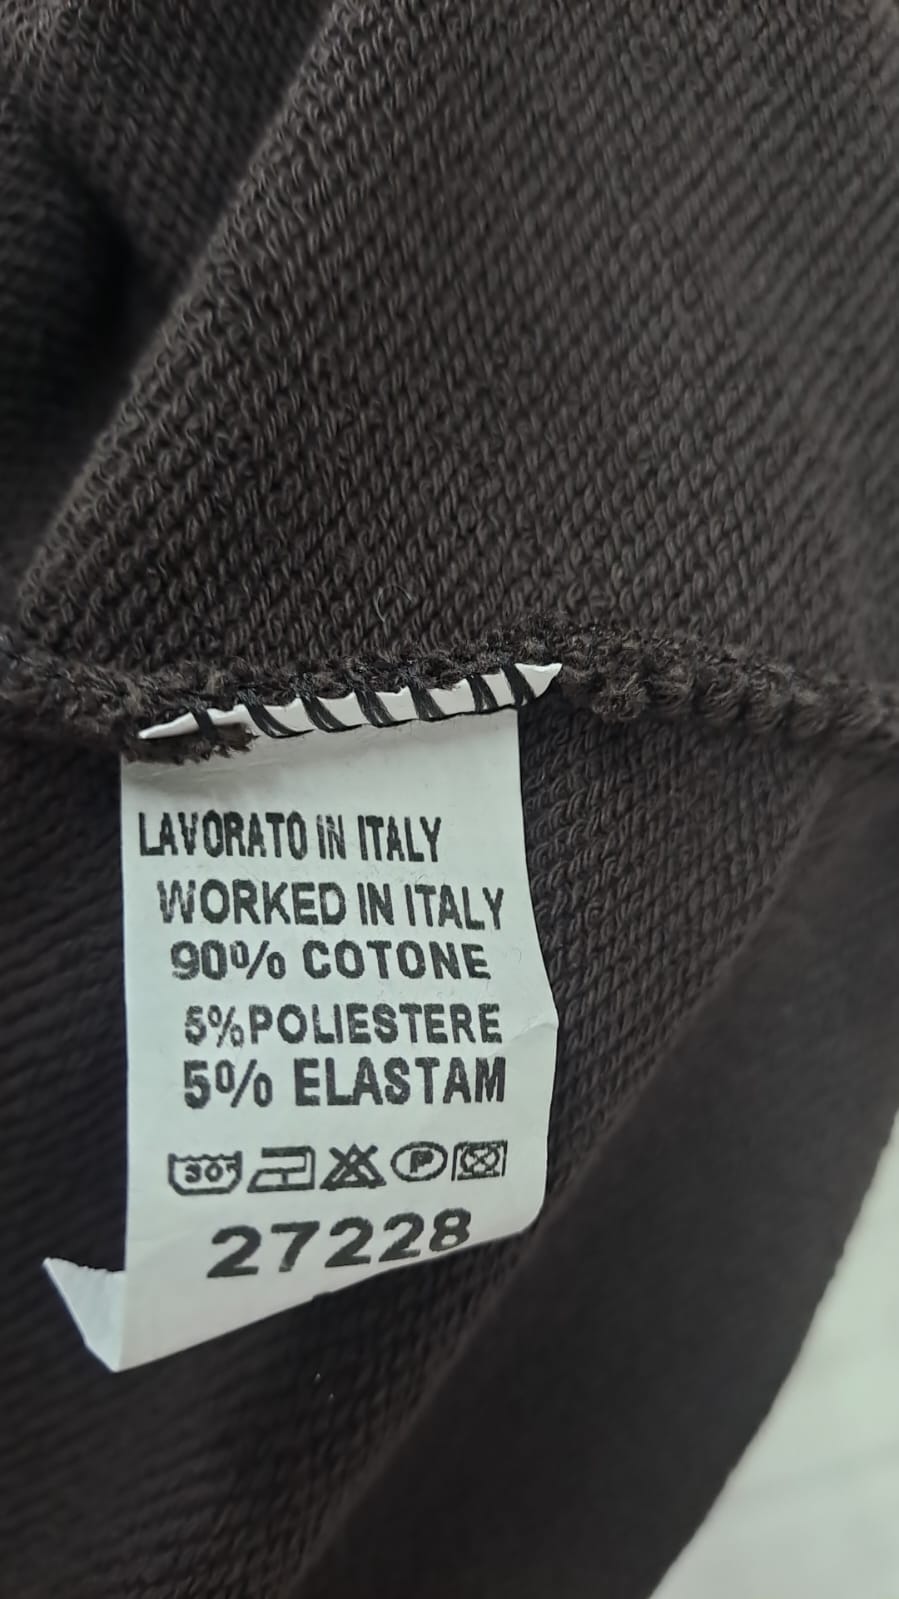 LAVORATO IN ITALY
WORKED IN ITALY
90% COTONE
5% POLIESTERE
5% ELASTAM
30° P
27228